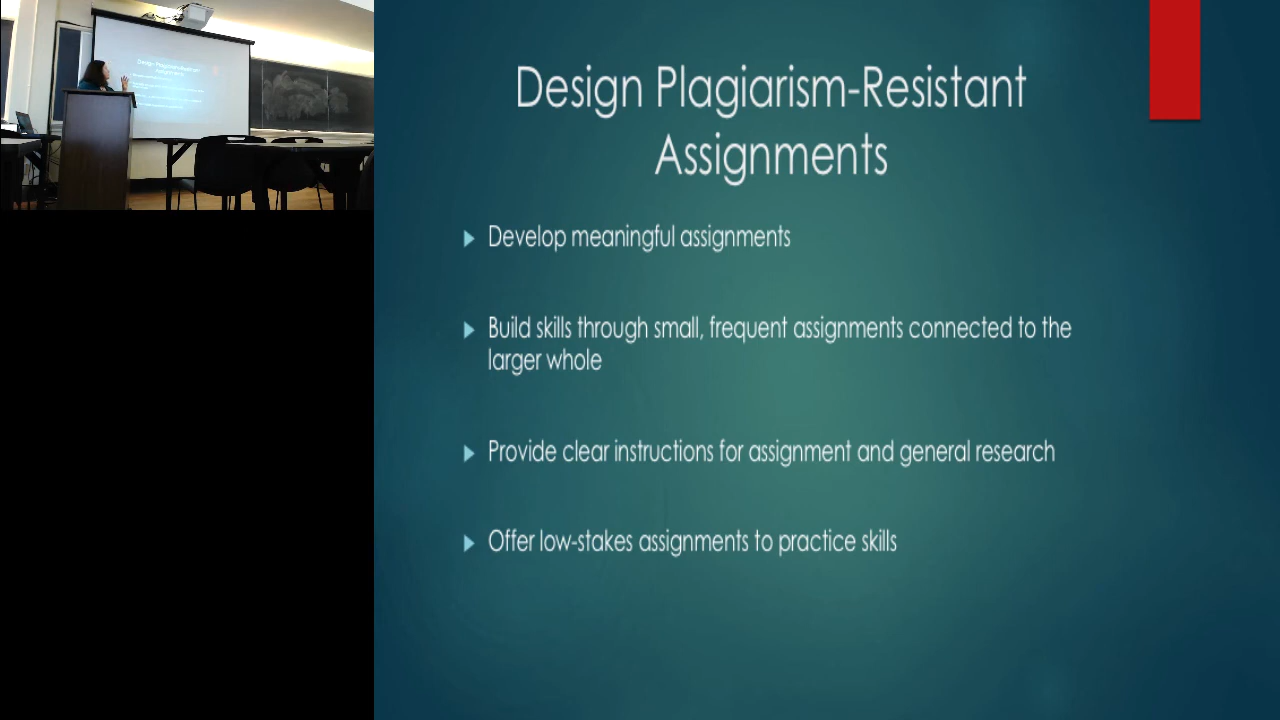 Design Plagiarism-Resistant
Assignments
Develop meaningful assignments
Build skills through small, frequent assignments connected to the
larger whole
Provide clear instructions for assignment and general research
Offer low-stakes assignments to practice skills